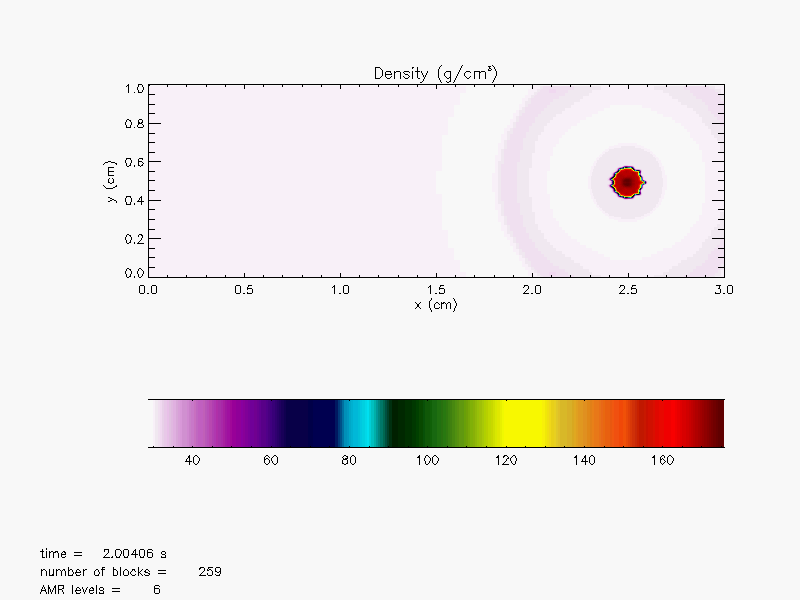 Density (g/cm³)
1.0
0.8
0.6
0.4
0.2
0.0
y (cm)
0.0 0.5 1.0 1.5 2.0 2.5 3.0
x (cm)
40 60 80 100 120 140 160
time = 2.00406 s
number of blocks = 259
AMR levels = 6